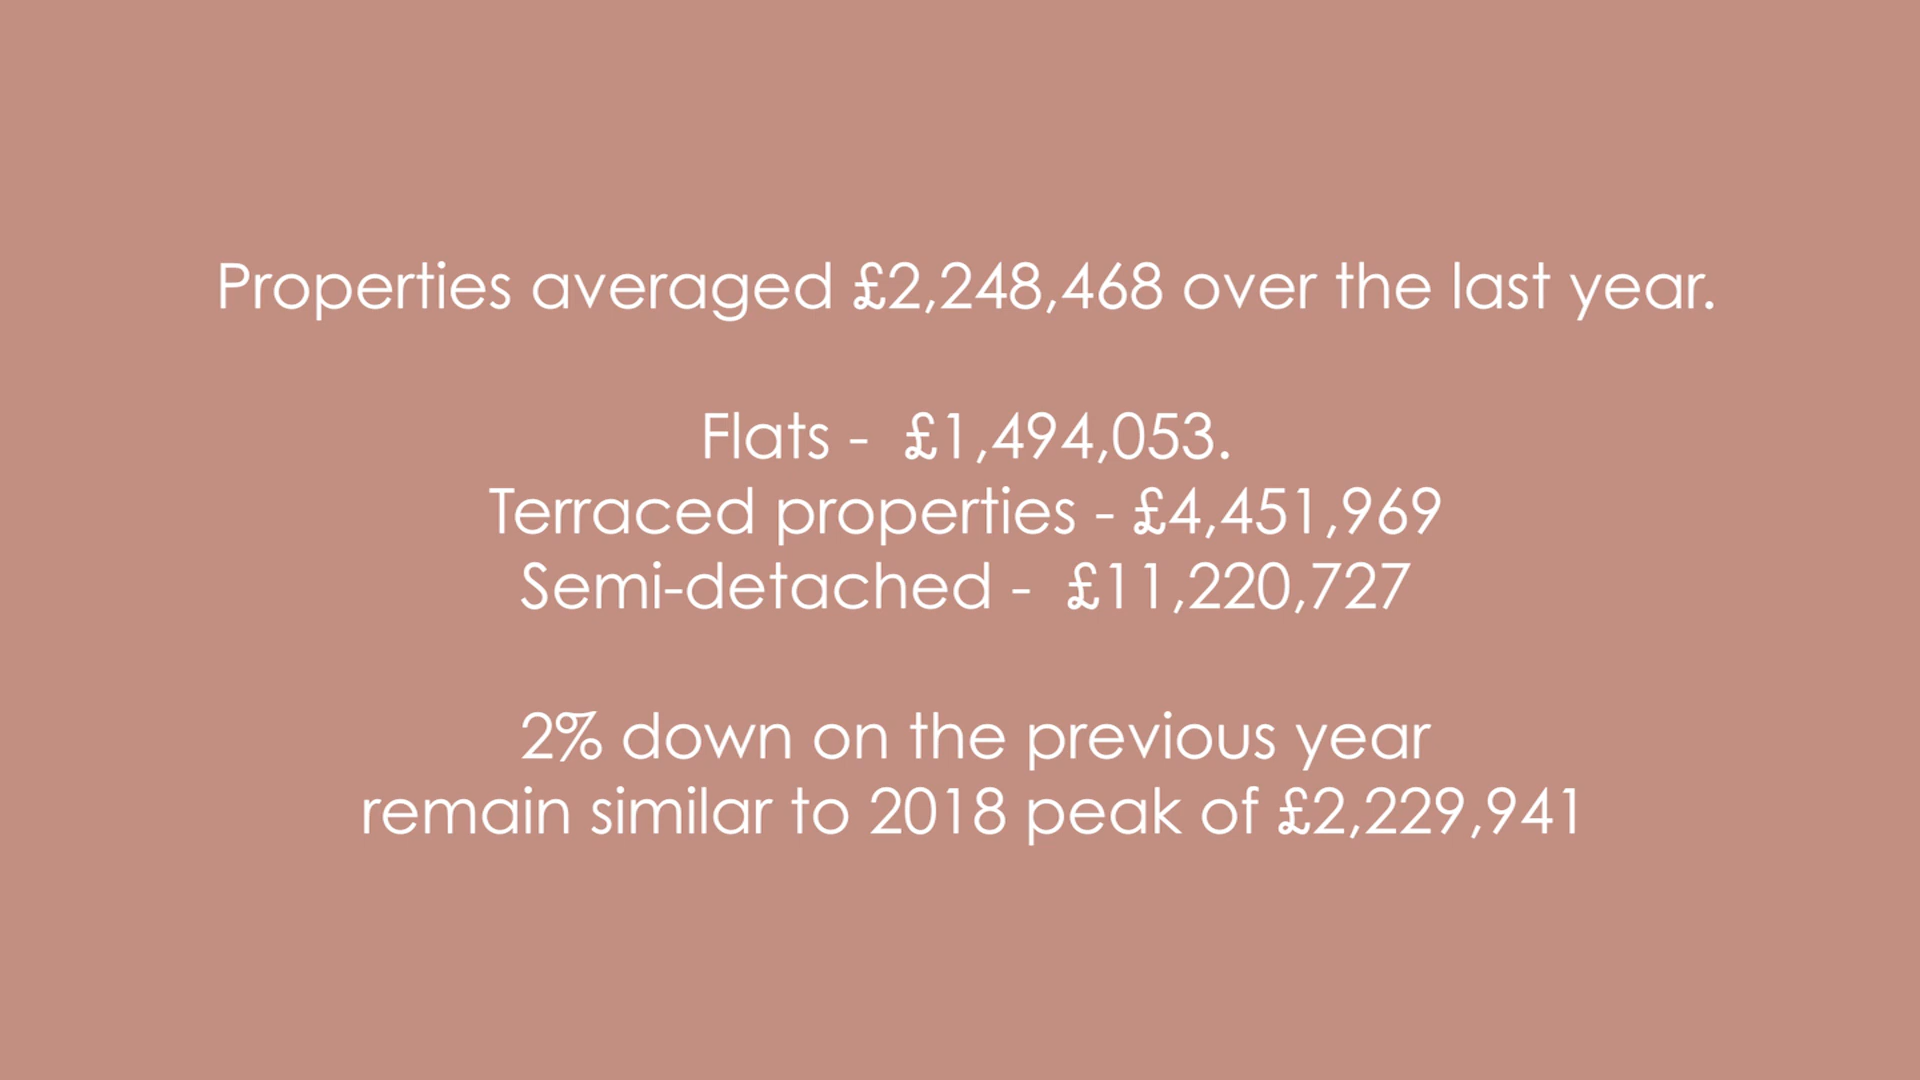 Properties averaged £2,248,468 over the last year.
Flats -  £1,494,053.
Terraced properties - £4,451,969
Semi-detached -  £11,220,727
2% down on the previous year
remain similar to 2018 peak of £2,229,941